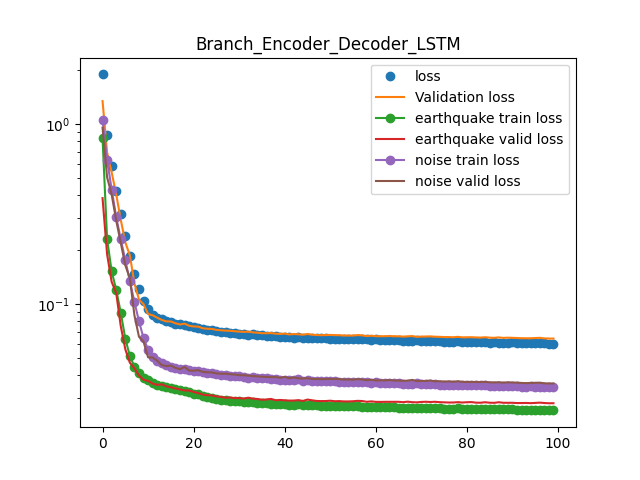 Branch_Encoder_Decoder_LSTM
loss
Validation loss
earthquake train loss
earthquake valid loss
noise train loss
noise valid loss
10⁰
10⁻¹
0 20 40 60 80 100